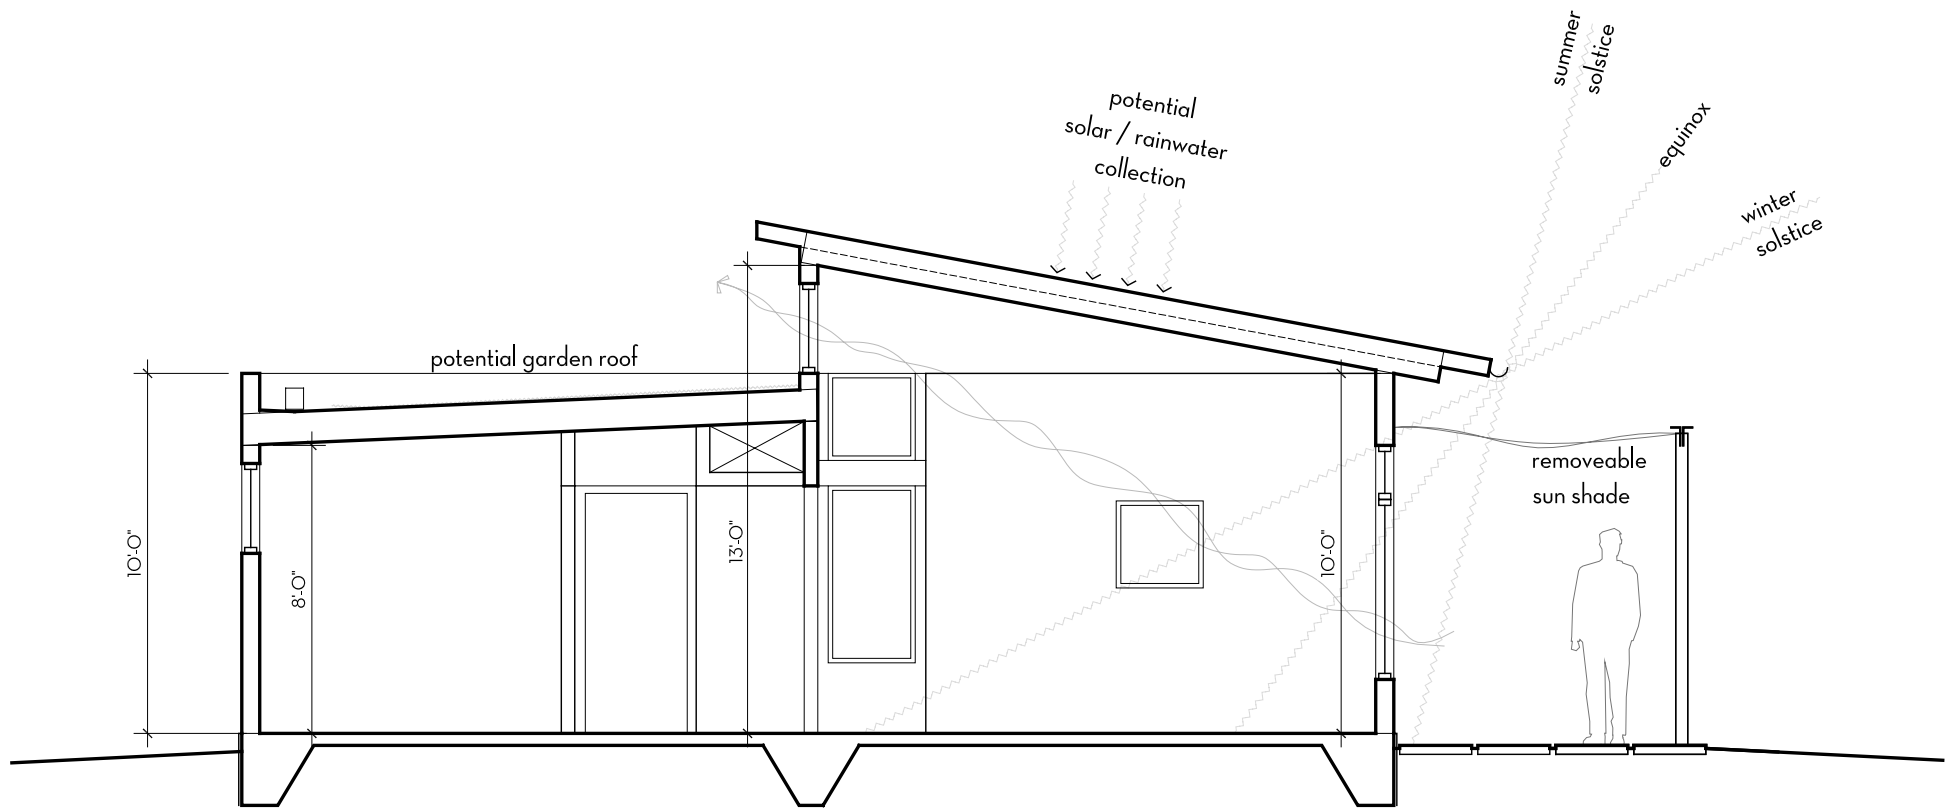 summer
solstice
equinox
winter
solstice
potential
solar / rainwater
collection
potential garden roof
removeable
sun shade
10'-0"
8'-0"
13'-0"
10'-0"